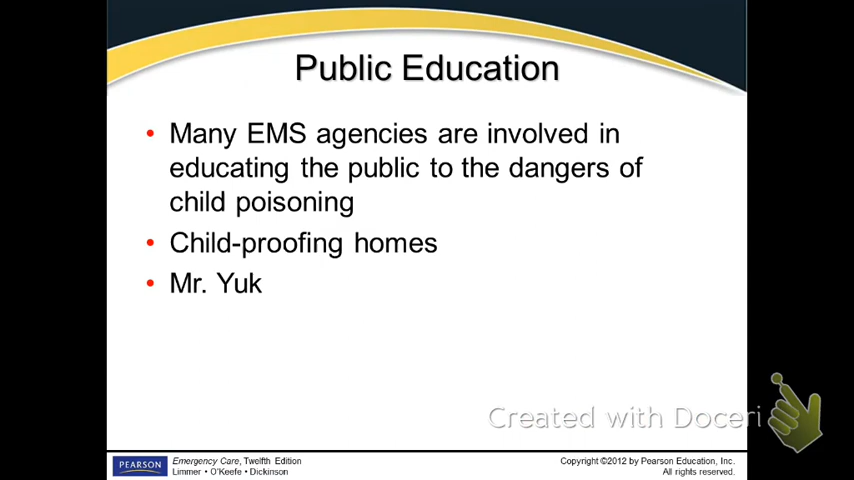 Public Education
• Many EMS agencies are involved in
educating the public to the dangers of
child poisoning
• Child-proofing homes
• Mr. Yuk
Created with Doceri
PEARSON
Emergency Care, Twelfth Edition
Limmer • O'Keefe • Dickinson
Copyright ©2012 by Pearson Education, Inc.
All rights reserved.